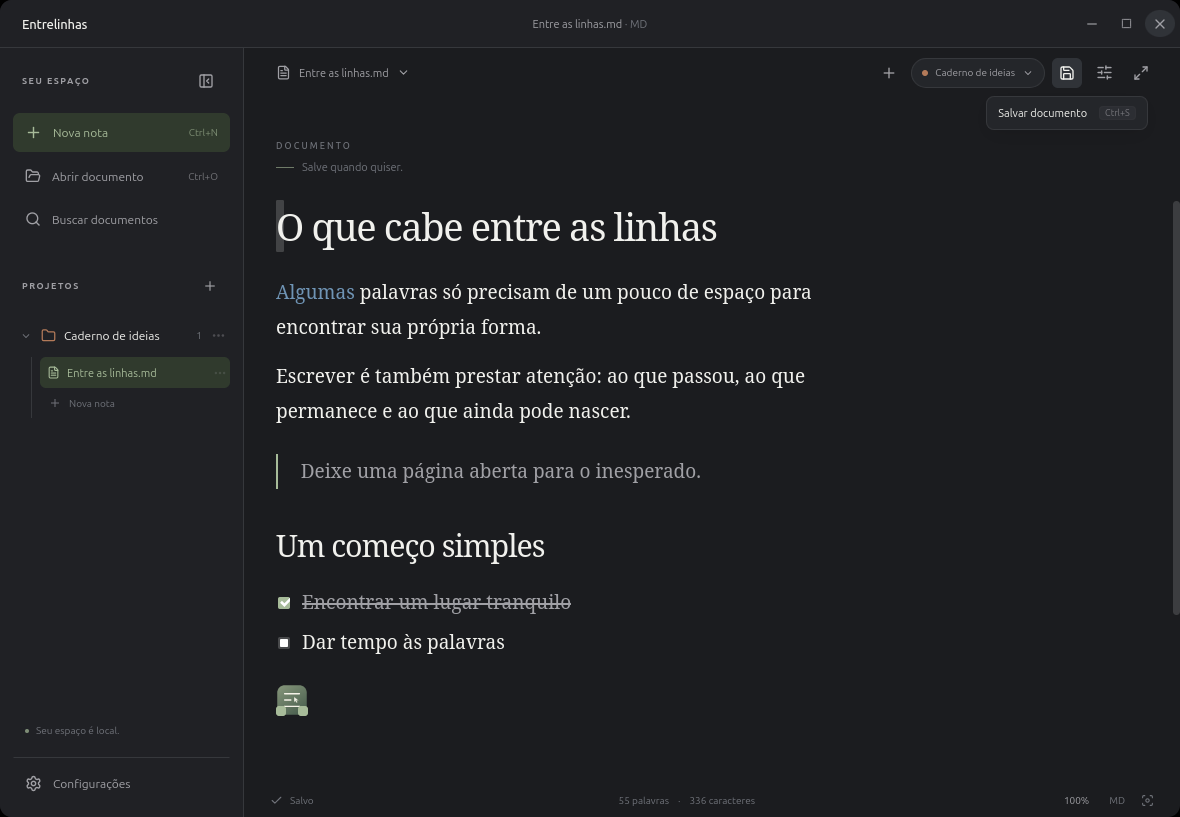 Entrelinhas
Entre as linhas.md · MD
SEU ESPAÇO
Nova nota Ctrl+N
Abrir documento Ctrl+O
Buscar documentos
PROJETOS
Caderno de ideias 1
Entre as linhas.md
Nova nota
Seu espaço é local.
Configurações
Entre as linhas.md
Caderno de ideias
Salvar documento Ctrl+S
DOCUMENTO
Salve quando quiser.
O que cabe entre as linhas
Algumas palavras só precisam de um pouco de espaço para
encontrar sua própria forma.
Escrever é também prestar atenção: ao que passou, ao que
permanece e ao que ainda pode nascer.
Deixe uma página aberta para o inesperado.
Um começo simples
Encontrar um lugar tranquilo
Dar tempo às palavras
Salvo
55 palavras · 336 caracteres
100%
MD